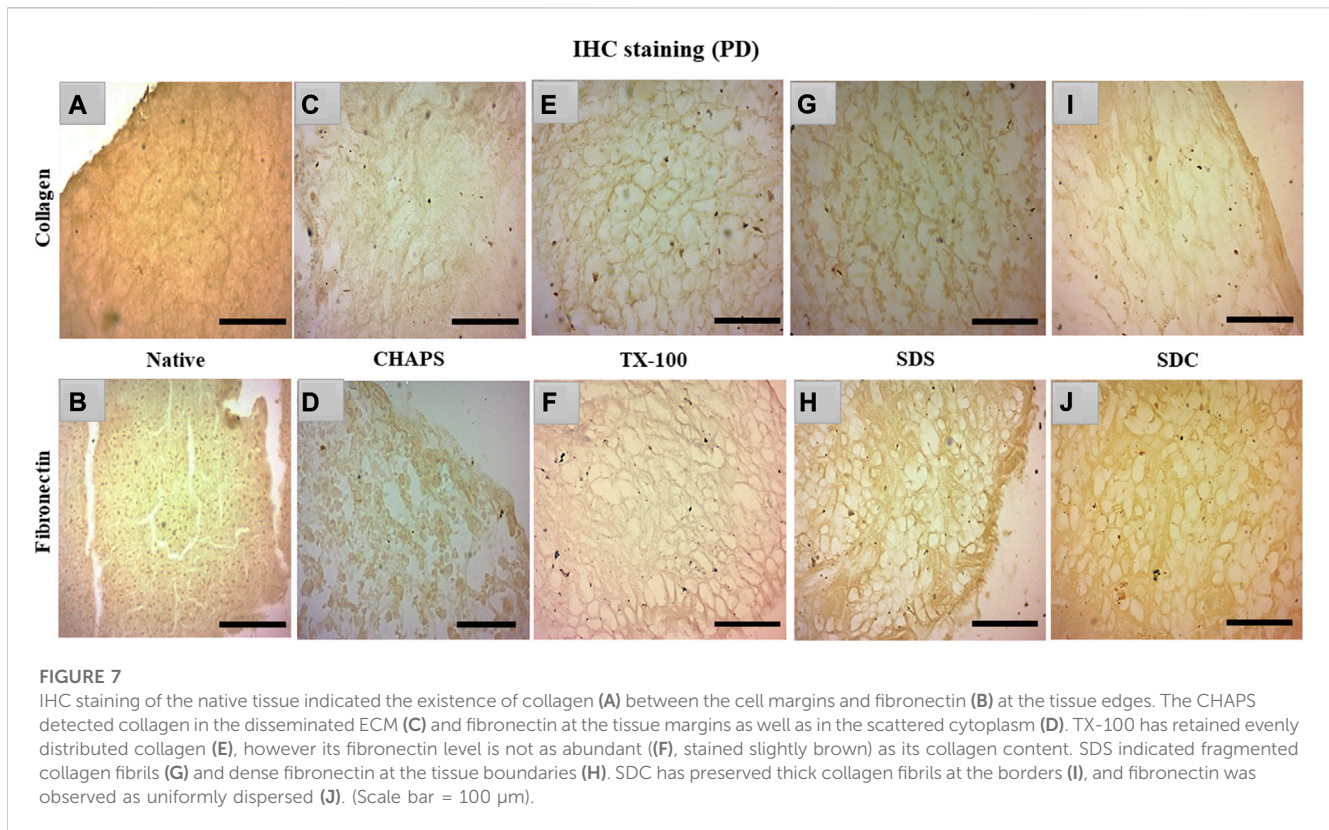 IHC staining (PD)
A
C
E
G
I
Collagen
Native
CHAPS
TX-100
SDS
SDC
B
D
F
H
J
Fibronectin
FIGURE 7
IHC staining of the native tissue indicated the existence of collagen (A) between the cell margins and fibronectin (B) at the tissue edges. The CHAPS
detected collagen in the disseminated ECM (C) and fibronectin at the tissue margins as well as in the scattered cytoplasm (D). TX-100 has retained evenly
distributed collagen (E), however its fibronectin level is not as abundant ((F), stained slightly brown) as its collagen content. SDS indicated fragmented
collagen fibrils (G) and dense fibronectin at the tissue boundaries (H). SDC has preserved thick collagen fibrils at the borders (I), and fibronectin was
observed as uniformly dispersed (J). (Scale bar = 100 µm).